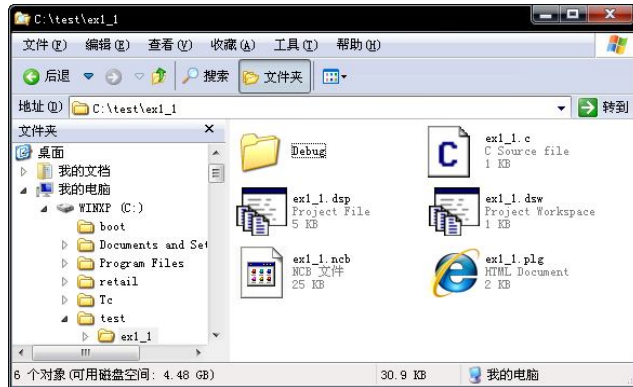 C:\test\ex1_1
文件(F) 编辑(E) 查看(V) 收藏(A) 工具(T) 帮助(H)
后退 搜索 文件夹
地址(D) C:\test\ex1_1 转到
文件夹
桌面
我的文档
我的电脑
WINXP (C:)
boot
Documents and Set
Program Files
retail
Tc
test
ex1_1
Debug
ex1_1.c
C Source file
1 KB
ex1_1.dsp
Project File
5 KB
ex1_1.dsw
Project Workspace
1 KB
ex1_1.ncb
NCB 文件
25 KB
ex1_1.plg
HTML Document
2 KB
6 个对象(可用磁盘空间: 4.48 GB) 30.9 KB 我的电脑